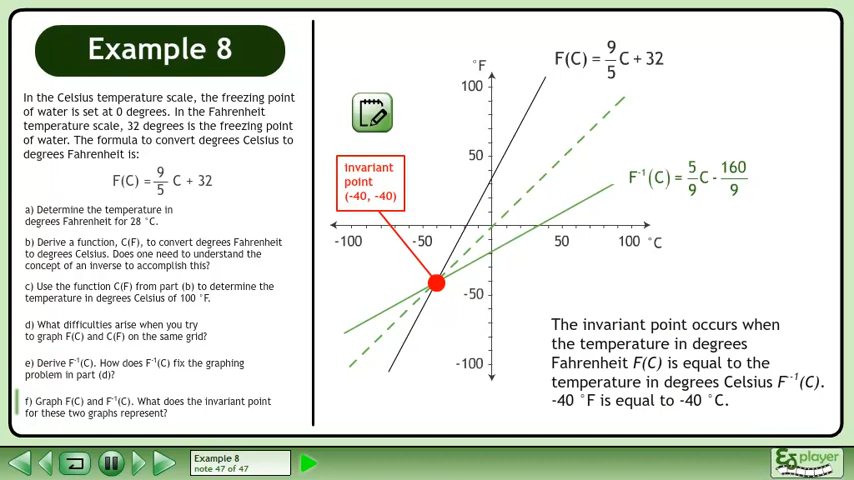 Example 8
In the Celsius temperature scale, the freezing point
of water is set at 0 degrees. In the Fahrenheit
temperature scale, 32 degrees is the freezing point
of water. The formula to convert degrees Celsius to
degrees Fahrenheit is:
F(C) = 9/5 C + 32
a) Determine the temperature in
degrees Fahrenheit for 28 °C.
b) Derive a function, C(F), to convert degrees Fahrenheit
to degrees Celsius. Does one need to understand the
concept of an inverse to accomplish this?
c) Use the function C(F) from part (b) to determine the
temperature in degrees Celsius of 100 °F.
d) What difficulties arise when you try
to graph F(C) and C(F) on the same grid?
e) Derive F⁻¹(C). How does F⁻¹(C) fix the graphing
problem in part (d)?
f) Graph F(C) and F⁻¹(C). What does the invariant point
for these two graphs represent?
F(C) = 9/5 C + 32
°F
100
50
Invariant
point
(-40, -40)
F⁻¹(C) = 5/9 C - 160/9
-100
-50
50
100
°C
-50
-100
The invariant point occurs when
the temperature in degrees
Fahrenheit F(C) is equal to the
temperature in degrees Celsius F⁻¹(C).
-40 °F is equal to -40 °C.
Example 8
note 47 of 47
player